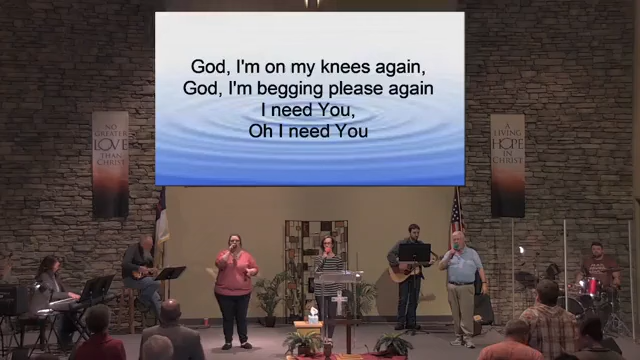 God, I'm on my knees again,
God, I'm begging please again
I need You,
Oh I need You
NO
GREATER
LOVE
THAN
CHRIST
A
LIVING
HOPE
IN
CHRIST